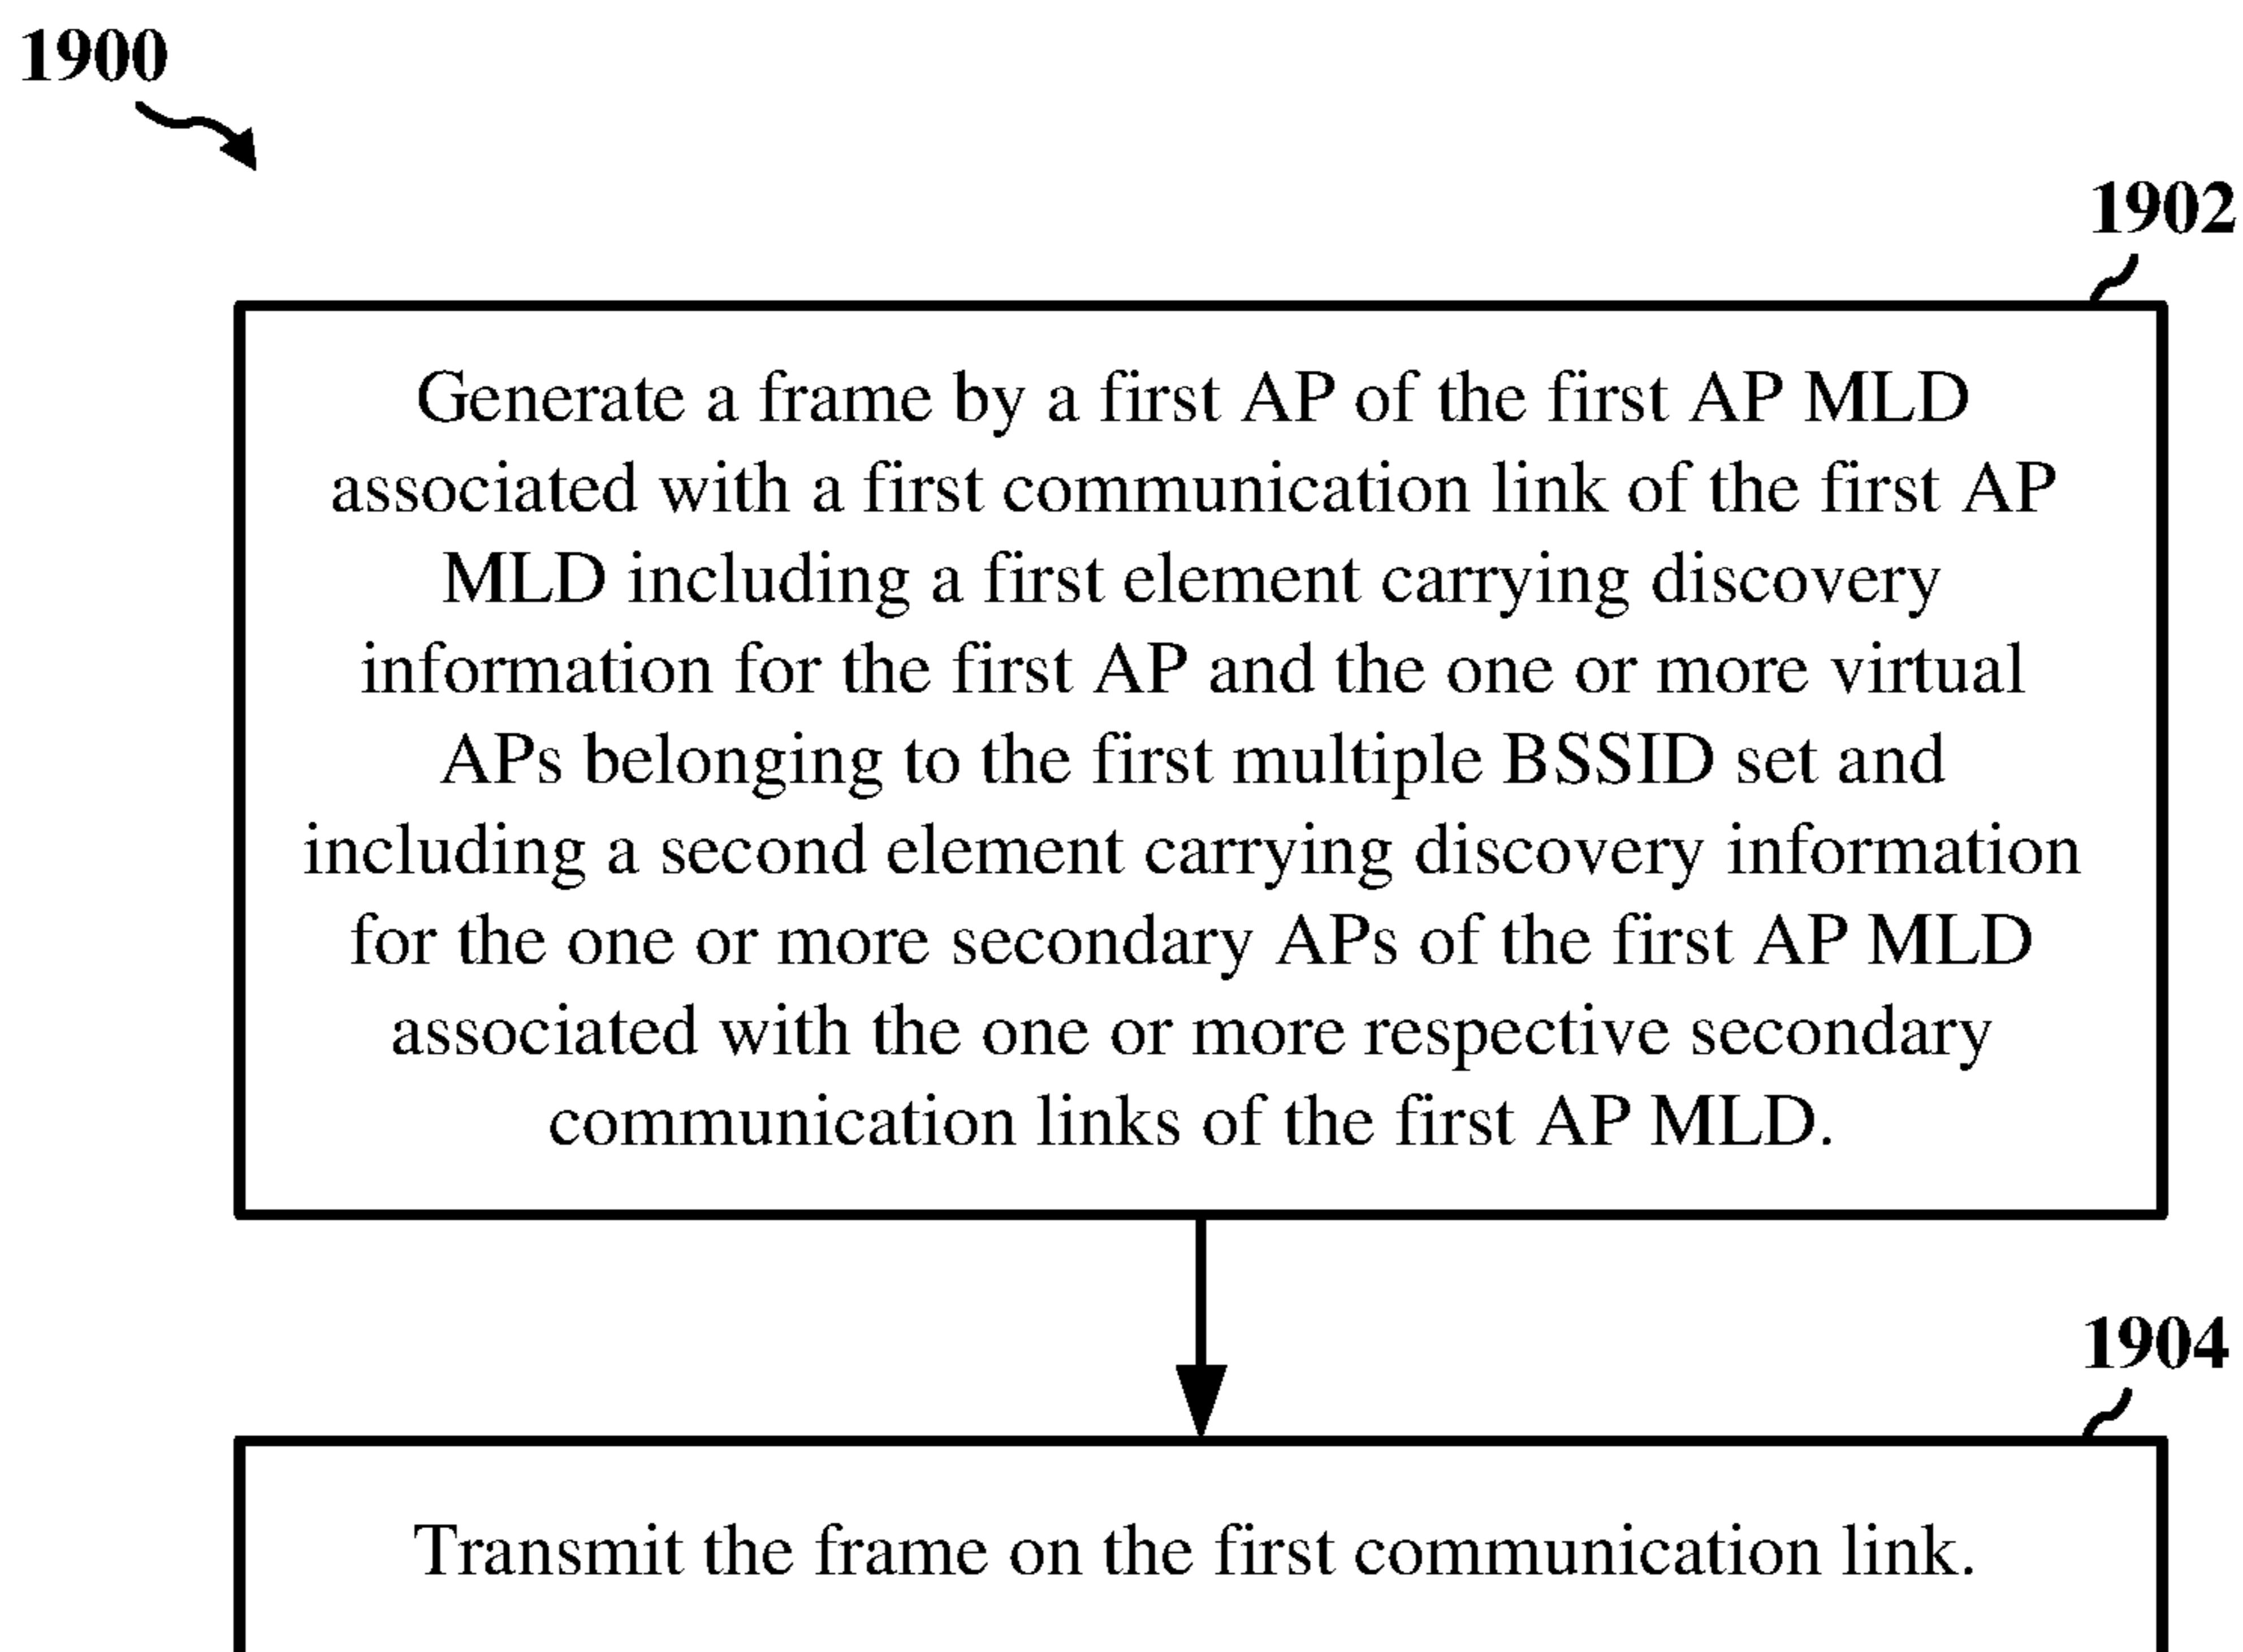 1900
1902
Generate a frame by a first AP of the first AP MLD
associated with a first communication link of the first AP
MLD including a first element carrying discovery
information for the first AP and the one or more virtual
APs belonging to the first multiple BSSID set and
including a second element carrying discovery information
for the one or more secondary APs of the first AP MLD
associated with the one or more respective secondary
communication links of the first AP MLD.
1904
Transmit the frame on the first communication link.